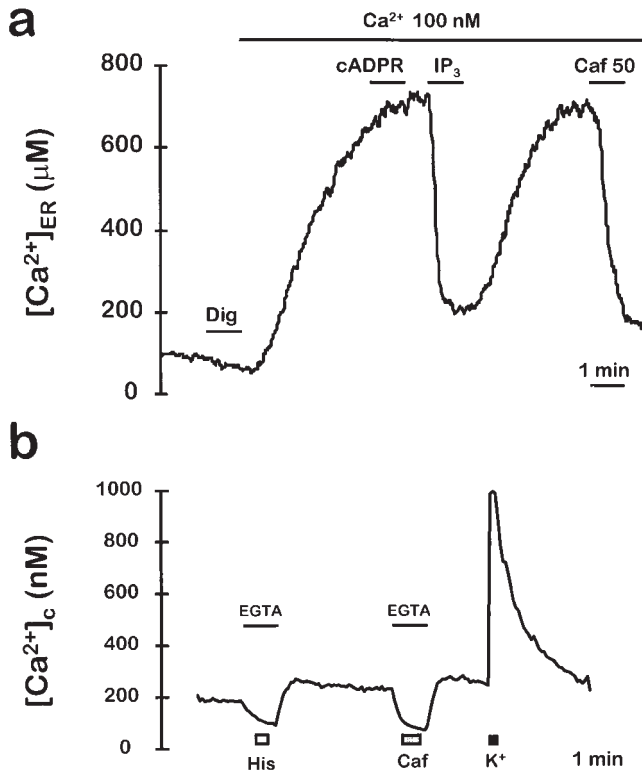 a
Ca²⁺ 100 nM
cADPR IP₃ Caf 50
800
600
400
200
0
[Ca²⁺]ER (μM)
Dig
1 min
b
1000
800
600
400
200
0
[Ca²⁺]c (nM)
EGTA EGTA
His Caf K⁺ 1 min